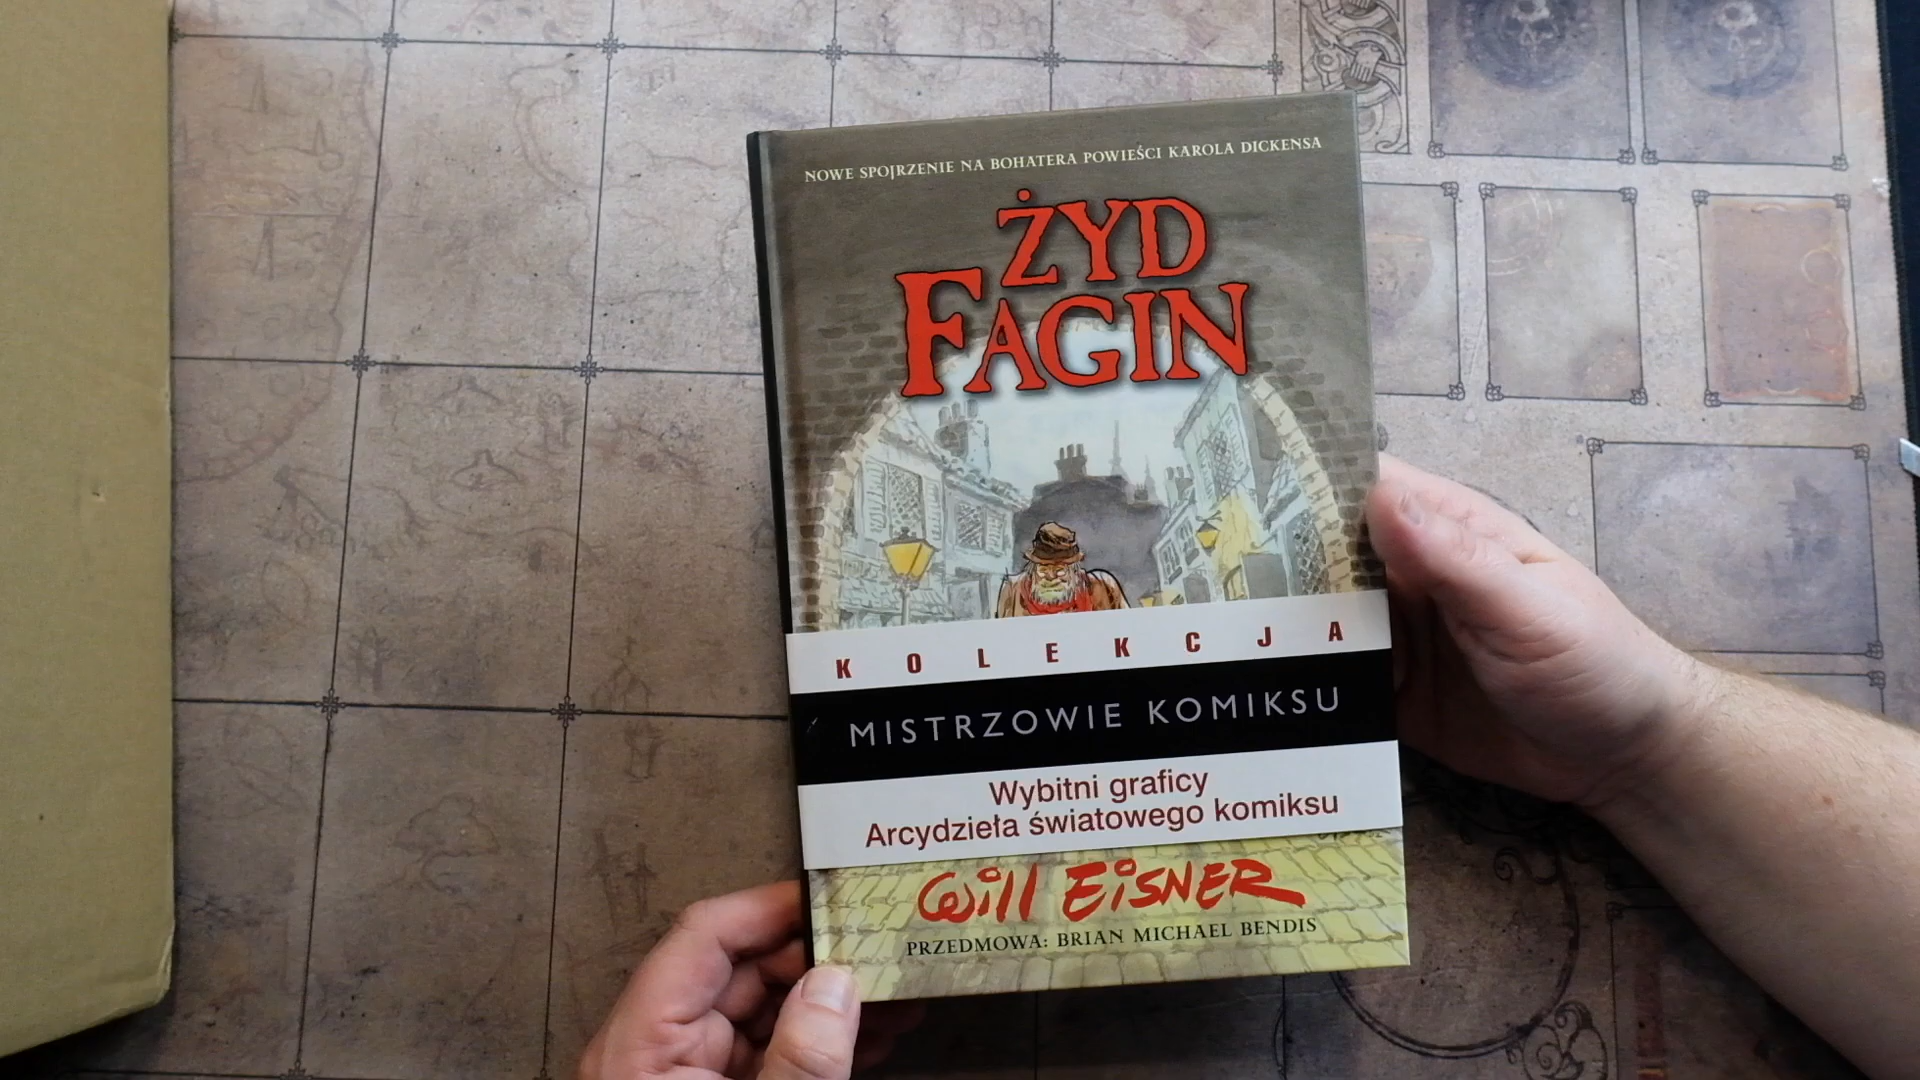 NOWE SPOJRZENIE NA BOHATERA POWIEŚCI KAROLA DICKENSA
ŻYD
FAGIN
KOLEKCJA
MISTRZOWIE KOMIKSU
Wybitni graficy
Arcydzieła światowego komiksu
Will EISNER
PRZEDMOWA: BRIAN MICHAEL BENDIS